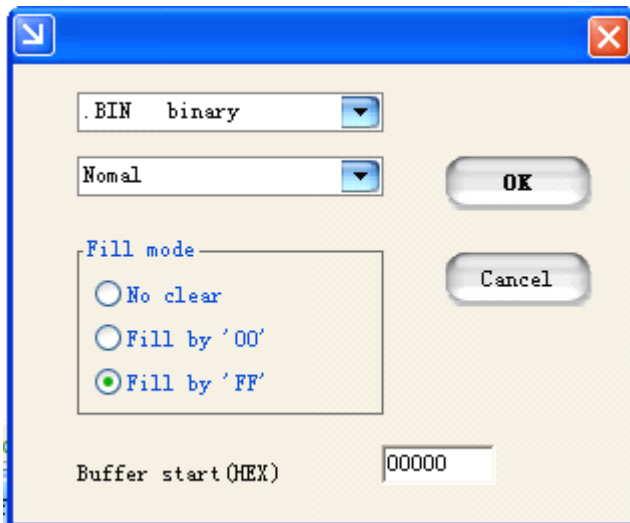 .BIN binary
Nomal
OK
Fill mode
No clear
Cancel
Fill by '00'
Fill by 'FF'
Buffer start(HEX)
00000